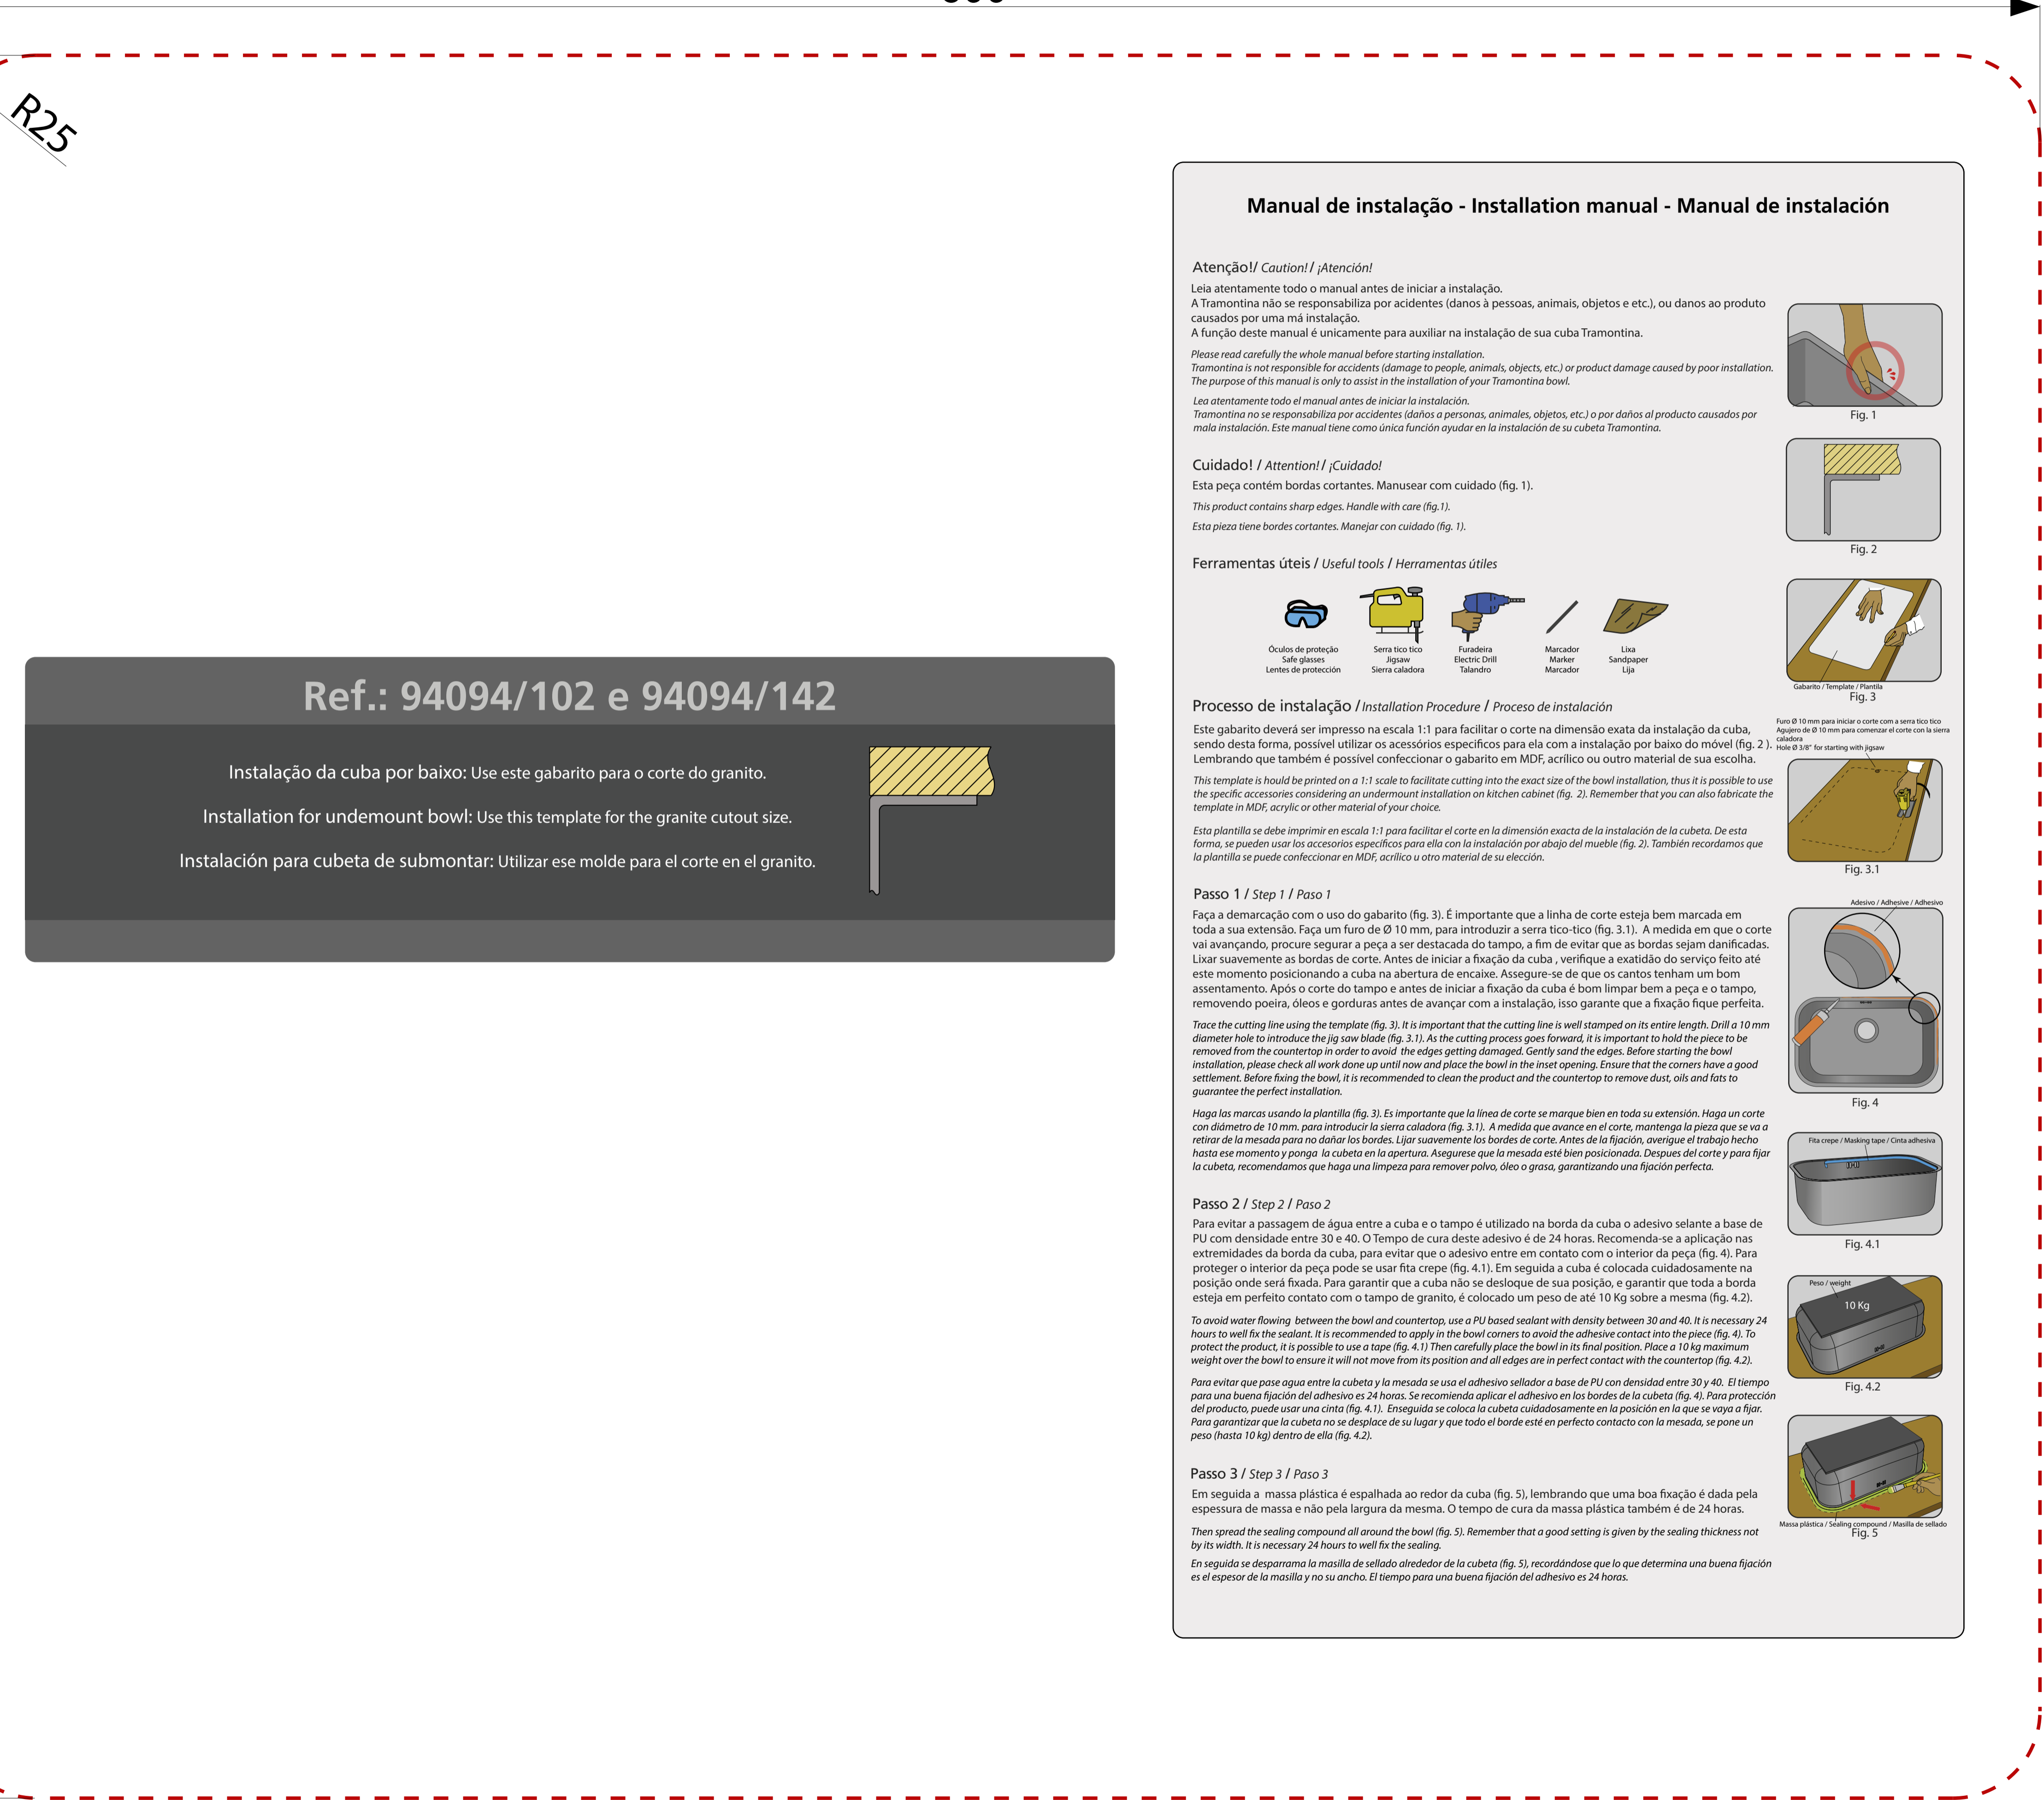 R25
Ref.: 94094/102 e 94094/142
Instalação da cuba por baixo: Use este gabarito para o corte do granito.
Installation for undemount bowl: Use this template for the granite cutout size.
Instalación para cubeta de submontar: Utilizar ese molde para el corte en el granito.
Manual de instalação - Installation manual - Manual de instalación
Atenção!/ Caution! / ¡Atención!
Leia atentamente todo o manual antes de iniciar a instalação.
A Tramontina não se responsabiliza por acidentes (danos à pessoas, animais, objetos e etc.), ou danos ao produto
causados por uma má instalação.
A função deste manual é unicamente para auxiliar na instalação de sua cuba Tramontina.
Please read carefully the whole manual before starting installation.
Tramontina is not responsible for accidents (damage to people, animals, objects, etc.) or product damage caused by poor installation.
The purpose of this manual is only to assist in the installation of your Tramontina bowl.
Lea atentamente todo el manual antes de iniciar la instalación.
Tramontina no se responsabiliza por accidentes (daños a personas, animales, objetos, etc.) o por daños al producto causados por
mala instalación. Este manual tiene como única función ayudar en la instalación de su cubeta Tramontina.
Fig. 1
Cuidado! / Attention! / ¡Cuidado!
Esta peça contém bordas cortantes. Manusear com cuidado (fig. 1).
This product contains sharp edges. Handle with care (fig.1).
Esta pieza tiene bordes cortantes. Manejar con cuidado (fig. 1).
Fig. 2
Ferramentas úteis / Useful tools / Herramentas útiles
Óculos de proteção
Safe glasses
Lentes de protección
Serra tico tico
Jigsaw
Sierra caladora
Furadeira
Electric Drill
Talandro
Marcador
Marker
Marcador
Lixa
Sandpaper
Lija
Gabarito / Template / Plantila
Fig. 3
Processo de instalação / Installation Procedure / Proceso de instalación
Este gabarito deverá ser impresso na escala 1:1 para facilitar o corte na dimensão exata da instalação da cuba,
sendo desta forma, possível utilizar os acessórios especificos para ela com a instalação por baixo do móvel (fig. 2 ).
Lembrando que também é possível confeccionar o gabarito em MDF, acrílico ou outro material de sua escolha.
This template is hould be printed on a 1:1 scale to facilitate cutting into the exact size of the bowl installation, thus it is possible to use
the specific accessories considering an undermount installation on kitchen cabinet (fig. 2). Remember that you can also fabricate the
template in MDF, acrylic or other material of your choice.
Esta plantilla se debe imprimir en escala 1:1 para facilitar el corte en la dimensión exacta de la instalación de la cubeta. De esta
forma, se pueden usar los accesorios específicos para ella con la instalación por abajo del mueble (fig. 2). También recordamos que
la plantilla se puede confeccionar en MDF, acrílico u otro material de su elección.
Furo Ø 10 mm para iniciar o corte com a serra tico tico
Agujero de Ø 10 mm para comenzar el corte con la sierra
caladora
Hole Ø 3/8" for starting with jigsaw
Fig. 3.1
Passo 1 / Step 1 / Paso 1
Faça a demarcação com o uso do gabarito (fig. 3). É importante que a linha de corte esteja bem marcada em
toda a sua extensão. Faça um furo de Ø 10 mm, para introduzir a serra tico-tico (fig. 3.1). A medida em que o corte
vai avançando, procure segurar a peça a ser destacada do tampo, a fim de evitar que as bordas sejam danificadas.
Lixar suavemente as bordas de corte. Antes de iniciar a fixação da cuba , verifique a exatidão do serviço feito até
este momento posicionando a cuba na abertura de encaixe. Assegure-se de que os cantos tenham um bom
assentamento. Após o corte do tampo e antes de iniciar a fixação da cuba é bom limpar bem a peça e o tampo,
removendo poeira, óleos e gorduras antes de avançar com a instalação, isso garante que a fixação fique perfeita.
Trace the cutting line using the template (fig. 3). It is important that the cutting line is well stamped on its entire length. Drill a 10 mm
diameter hole to introduce the jig saw blade (fig. 3.1). As the cutting process goes forward, it is important to hold the piece to be
removed from the countertop in order to avoid the edges getting damaged. Gently sand the edges. Before starting the bowl
installation, please check all work done up until now and place the bowl in the inset opening. Ensure that the corners have a good
settlement. Before fixing the bowl, it is recommended to clean the product and the countertop to remove dust, oils and fats to
guarantee the perfect installation.
Haga las marcas usando la plantilla (fig. 3). Es importante que la línea de corte se marque bien en toda su extensión. Haga un corte
con diámetro de 10 mm. para introducir la sierra caladora (fig. 3.1). A medida que avance en el corte, mantenga la pieza que se va a
retirar de la mesada para no dañar los bordes. Lijar suavemente los bordes de corte. Antes de la fijación, averigue el trabajo hecho
hasta ese momento y ponga la cubeta en la apertura. Asegurese que la mesada esté bien posicionada. Despues del corte y para fijar
la cubeta, recomendamos que haga una limpeza para remover polvo, óleo o grasa, garantizando una fijación perfecta.
Adesivo / Adhesive / Adhesivo
Fig. 4
Fita crepe / Masking tape / Cinta adhesiva
Fig. 4.1
Passo 2 / Step 2 / Paso 2
Para evitar a passagem de água entre a cuba e o tampo é utilizado na borda da cuba o adesivo selante a base de
PU com densidade entre 30 e 40. O Tempo de cura deste adesivo é de 24 horas. Recomenda-se a aplicação nas
extremidades da borda da cuba, para evitar que o adesivo entre em contato com o interior da peça (fig. 4). Para
proteger o interior da peça pode se usar fita crepe (fig. 4.1). Em seguida a cuba é colocada cuidadosamente na
posição onde será fixada. Para garantir que a cuba não se desloque de sua posição, e garantir que toda a borda
esteja em perfeito contato com o tampo de granito, é colocado um peso de até 10 Kg sobre a mesma (fig. 4.2).
To avoid water flowing between the bowl and countertop, use a PU based sealant with density between 30 and 40. It is necessary 24
hours to well fix the sealant. It is recommended to apply in the bowl corners to avoid the adhesive contact into the piece (fig. 4). To
protect the product, it is possible to use a tape (fig. 4.1) Then carefully place the bowl in its final position. Place a 10 kg maximum
weight over the bowl to ensure it will not move from its position and all edges are in perfect contact with the countertop (fig. 4.2).
Para evitar que pase agua entre la cubeta y la mesada se usa el adhesivo sellador a base de PU con densidad entre 30 y 40. El tiempo
para una buena fijación del adhesivo es 24 horas. Se recomienda aplicar el adhesivo en los bordes de la cubeta (fig. 4). Para protección
del producto, puede usar una cinta (fig. 4.1). Enseguida se coloca la cubeta cuidadosamente en la posición en la que se vaya a fijar.
Para garantizar que la cubeta no se desplace de su lugar y que todo el borde esté en perfecto contacto con la mesada, se pone un
peso (hasta 10 kg) dentro de ella (fig. 4.2).
Peso / weight
10 Kg
Fig. 4.2
Passo 3 / Step 3 / Paso 3
Em seguida a massa plástica é espalhada ao redor da cuba (fig. 5), lembrando que uma boa fixação é dada pela
espessura de massa e não pela largura da mesma. O tempo de cura da massa plástica também é de 24 horas.
Then spread the sealing compound all around the bowl (fig. 5). Remember that a good setting is given by the sealing thickness not
by its width. It is necessary 24 hours to well fix the sealing.
En seguida se desparrama la masilla de sellado alrededor de la cubeta (fig. 5), recordándose que lo que determina una buena fijación
es el espesor de la masilla y no su ancho. El tiempo para una buena fijación del adhesivo es 24 horas.
Massa plástica / Sealing compound / Masilla de sellado
Fig. 5